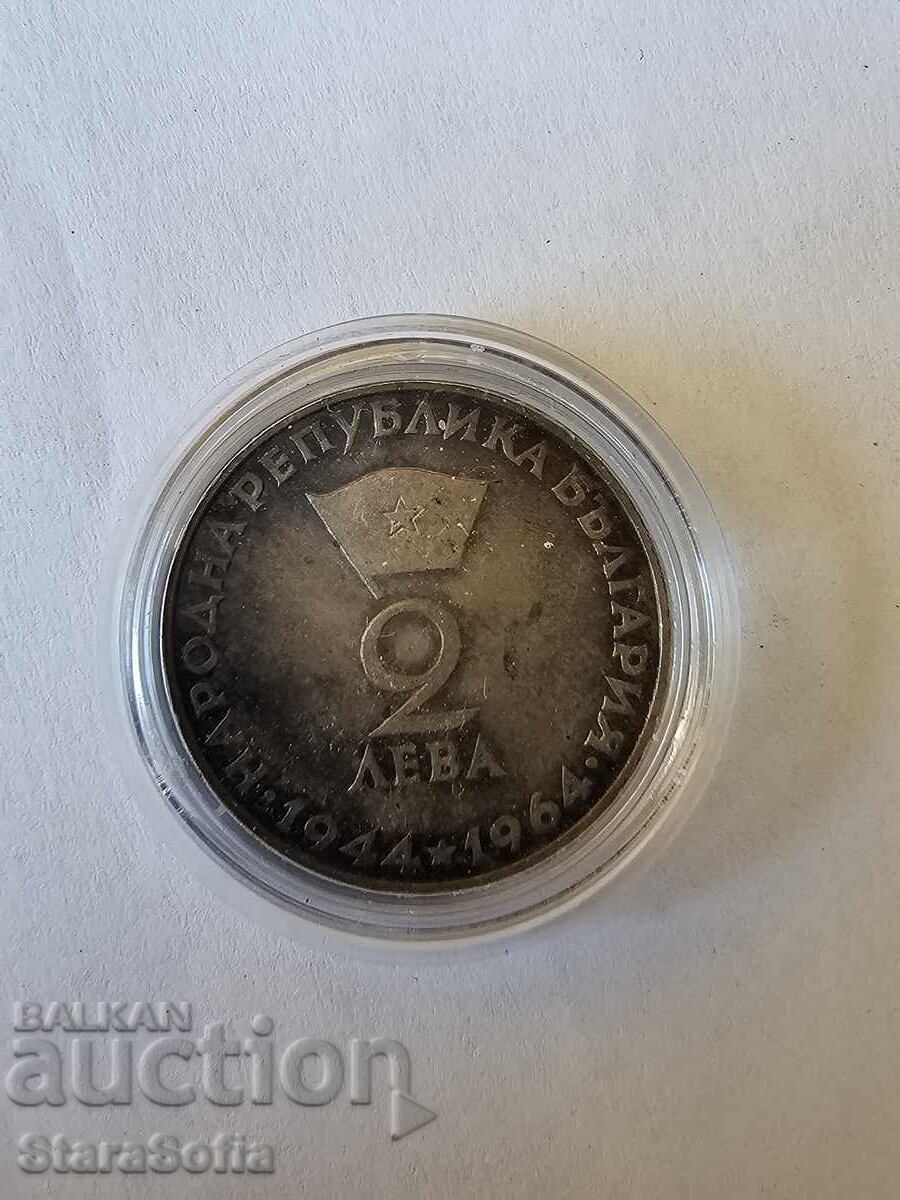 НАРОДНА РЕПУБЛИКА БЪЛГАРИЯ
2
ЛЕВА
·1944★1964·
BALKAN
auction
StaraSofia